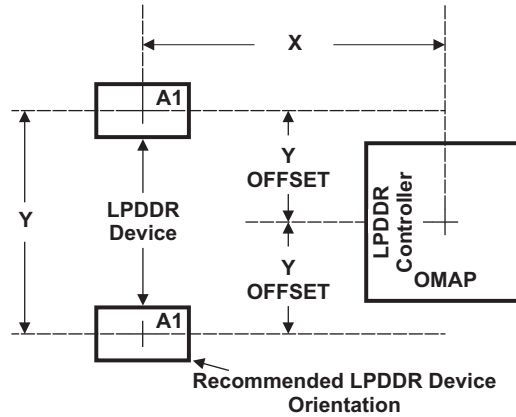 X
A1
Y
OFFSET
Y
LPDDR
Device
LPDDR
Controller
OMAP
Y
OFFSET
A1
Recommended LPDDR Device
Orientation